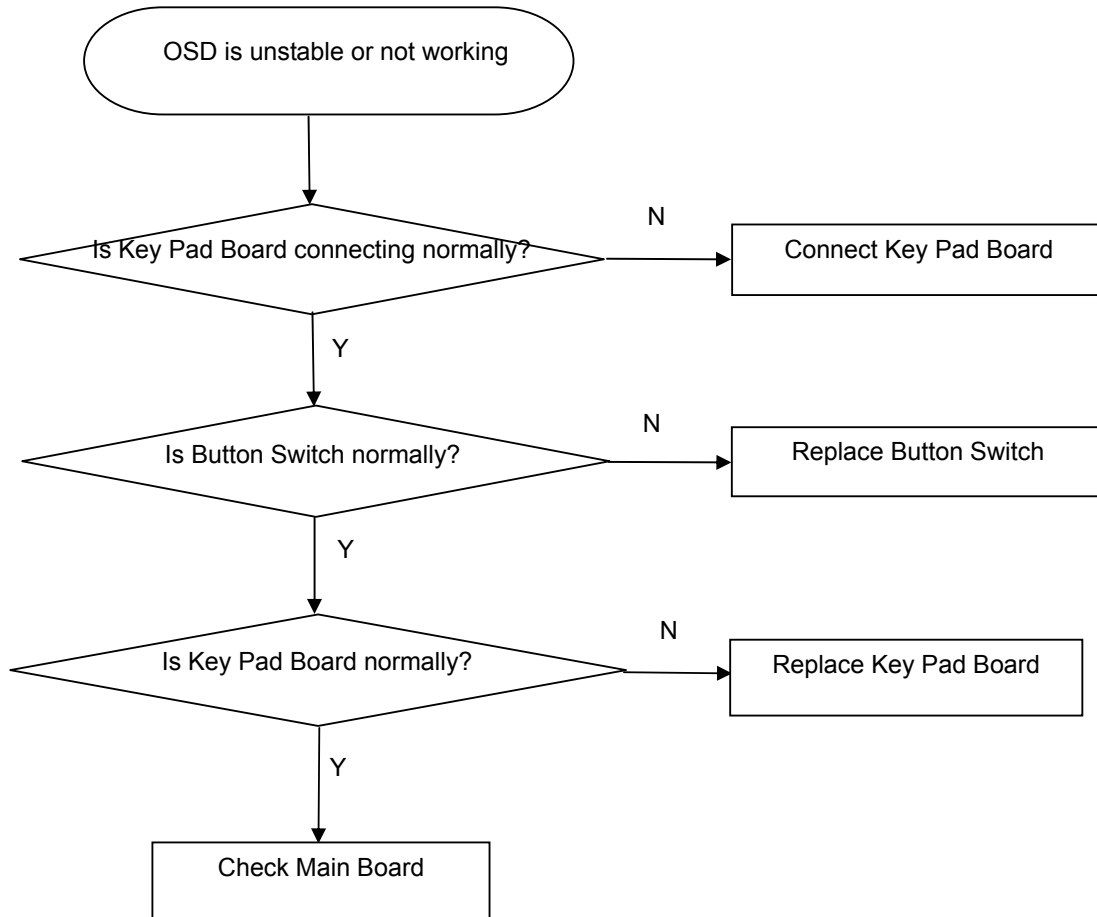 OSD is unstable or not working
Is Key Pad Board connecting normally?
N
Connect Key Pad Board
Y
Is Button Switch normally?
N
Replace Button Switch
Y
Is Key Pad Board normally?
N
Replace Key Pad Board
Y
Check Main Board